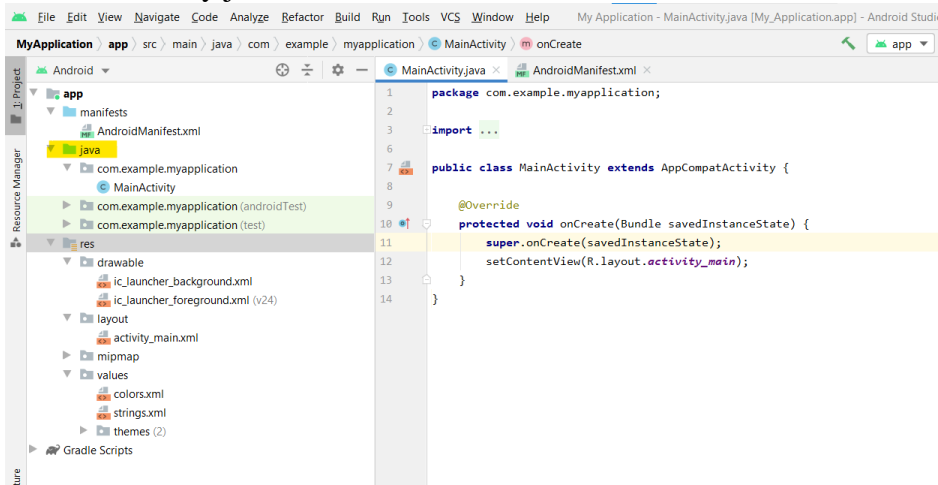 File Edit View Navigate Code Analyze Refactor Build Run Tools VCS Window Help My Application - MainActivity.java [My_Application.app] - Android Studi
MyApplication app src main java com example myapplication MainActivity onCreate app
1: Project
Resource Manager
Android
app
manifests
AndroidManifest.xml
java
com.example.myapplication
MainActivity
com.example.myapplication (androidTest)
com.example.myapplication (test)
res
drawable
ic_launcher_background.xml
ic_launcher_foreground.xml (v24)
layout
activity_main.xml
mipmap
values
colors.xml
strings.xml
themes (2)
Gradle Scripts
MainActivity.java AndroidManifest.xml
1 package com.example.myapplication;
2
3 import ...
6
7 public class MainActivity extends AppCompatActivity {
8
9 @Override
10 protected void onCreate(Bundle savedInstanceState) {
11 super.onCreate(savedInstanceState);
12 setContentView(R.layout.activity_main);
13 }
14 }